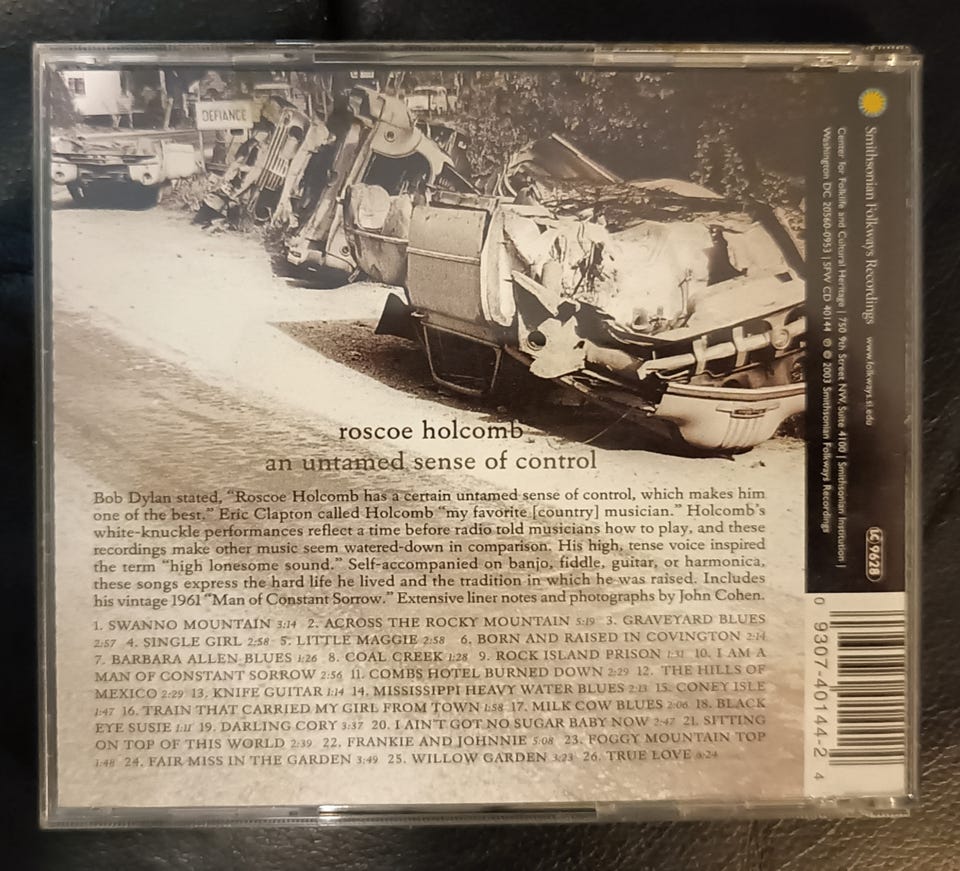 DEFIANCE
roscoe holcomb
an untamed sense of control
Bob Dylan stated, “Roscoe Holcomb has a certain untamed sense of control, which makes him
one of the best.” Eric Clapton called Holcomb “my favorite [country] musician.” Holcomb’s
white-knuckle performances reflect a time before radio told musicians how to play, and these
recordings make other music seem watered-down in comparison. His high, tense voice inspired
the term “high lonesome sound.” Self-accompanied on banjo, fiddle, guitar, or harmonica,
these songs express the hard life he lived and the tradition in which he was raised. Includes
his vintage 1961 “Man of Constant Sorrow.” Extensive liner notes and photographs by John Cohen.
1. SWANNO MOUNTAIN 3:14 2. ACROSS THE ROCKY MOUNTAIN 5:19 3. GRAVEYARD BLUES
2:57 4. SINGLE GIRL 2:58 5. LITTLE MAGGIE 2:58 6. BORN AND RAISED IN COVINGTON 2:14
7. BARBARA ALLEN BLUES 1:26 8. COAL CREEK 1:28 9. ROCK ISLAND PRISON 1:31 10. I AM A
MAN OF CONSTANT SORROW 2:56 11. COMBS HOTEL BURNED DOWN 2:29 12. THE HILLS OF
MEXICO 2:29 13. KNIFE GUITAR 1:14 14. MISSISSIPPI HEAVY WATER BLUES 2:13 15. CONEY ISLE
1:47 16. TRAIN THAT CARRIED MY GIRL FROM TOWN 1:58 17. MILK COW BLUES 2:06 18. BLACK
EYE SUSIE 1:11 19. DARLING CORY 3:37 20. I AIN'T GOT NO SUGAR BABY NOW 2:47 21. SITTING
ON TOP OF THIS WORLD 2:39 22. FRANKIE AND JOHNNIE 5:08 23. FOGGY MOUNTAIN TOP
1:48 24. FAIR MISS IN THE GARDEN 3:49 25. WILLOW GARDEN 3:23 26. TRUE LOVE :24
Smithsonian Folkways Recordings www.folkways.si.edu
Center for Folklife and Cultural Heritage | 750 9th Street NW, Suite 4100 | Smithsonian Institution |
Washington DC 20560-0953 | SFW CD 40144 ℗ © 2003 Smithsonian Folkways Recordings
LC 9628
0 9307-40144-2 4